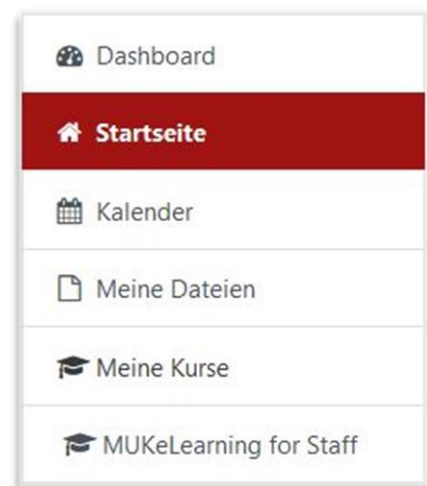 Dashboard
Startseite
Kalender
Meine Dateien
Meine Kurse
MUKeLearning for Staff